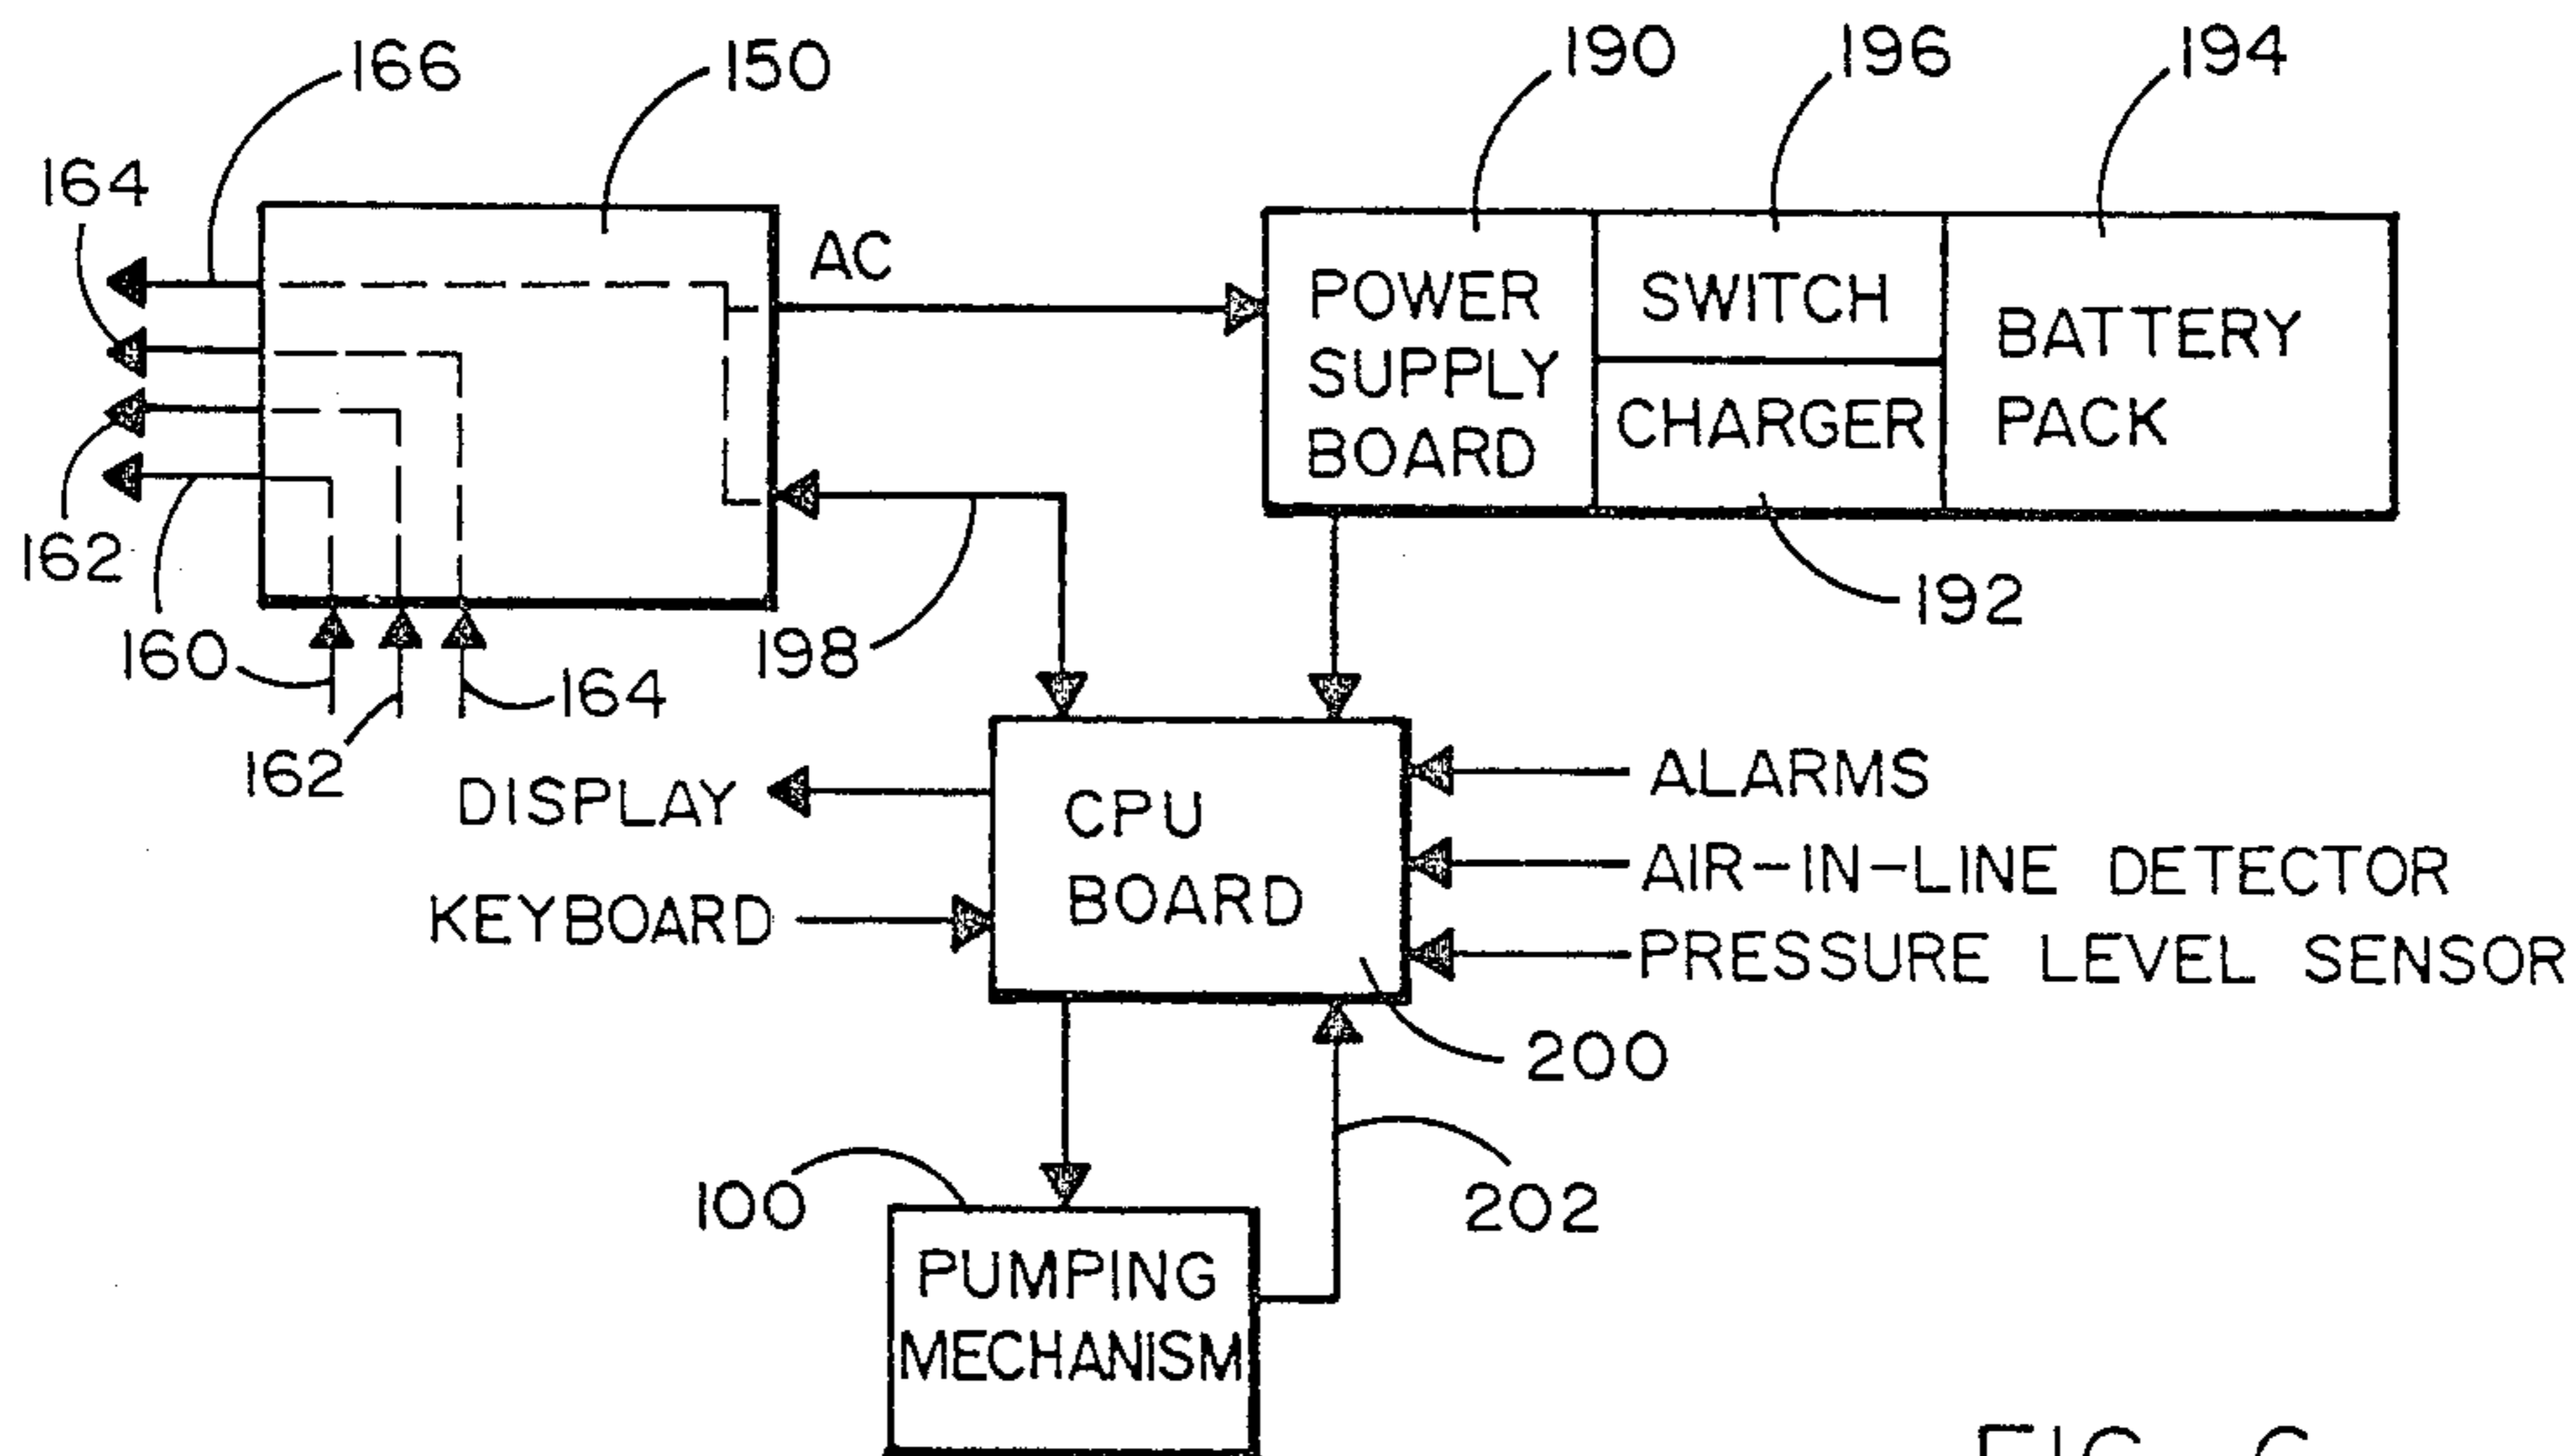 166
150
190
196
194
164
AC
POWER
SUPPLY
BOARD
SWITCH
CHARGER
BATTERY
PACK
162
160
198
192
160
164
162
DISPLAY
KEYBOARD
CPU
BOARD
ALARMS
AIR-IN-LINE DETECTOR
PRESSURE LEVEL SENSOR
200
100
202
PUMPING
MECHANISM